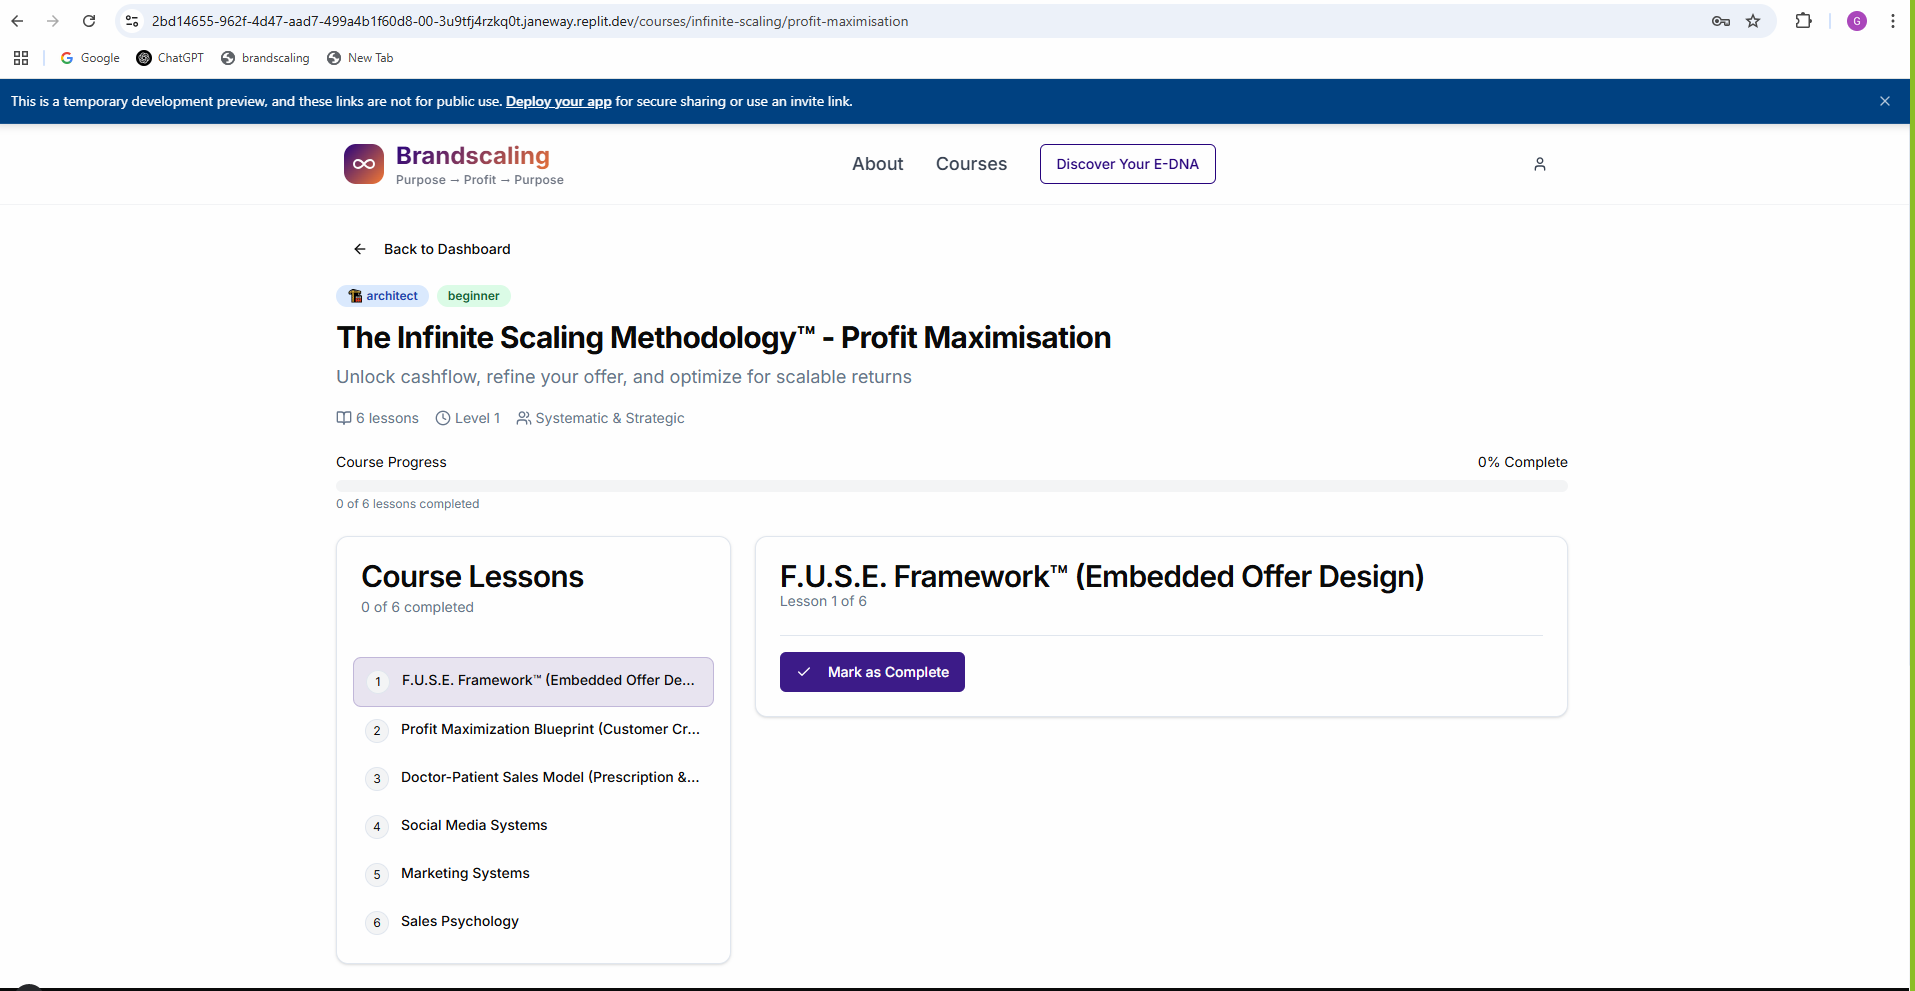 2bd14655-962f-4d47-aad7-499a4b1f60d8-00-3u9tfj4rzkq0t.janeway.replit.dev/courses/infinite-scaling/profit-maximisation
G
Google
ChatGPT
brandscaling
New Tab
This is a temporary development preview, and these links are not for public use. Deploy your app for secure sharing or use an invite link.
Brandscaling
Purpose → Profit → Purpose
About
Courses
Discover Your E-DNA
Back to Dashboard
architect
beginner
The Infinite Scaling Methodology™ - Profit Maximisation
Unlock cashflow, refine your offer, and optimize for scalable returns
6 lessons
Level 1
Systematic & Strategic
Course Progress
0% Complete
0 of 6 lessons completed
Course Lessons
0 of 6 completed
1 F.U.S.E. Framework™ (Embedded Offer De...
2 Profit Maximization Blueprint (Customer Cr...
3 Doctor-Patient Sales Model (Prescription &...
4 Social Media Systems
5 Marketing Systems
6 Sales Psychology
F.U.S.E. Framework™ (Embedded Offer Design)
Lesson 1 of 6
Mark as Complete